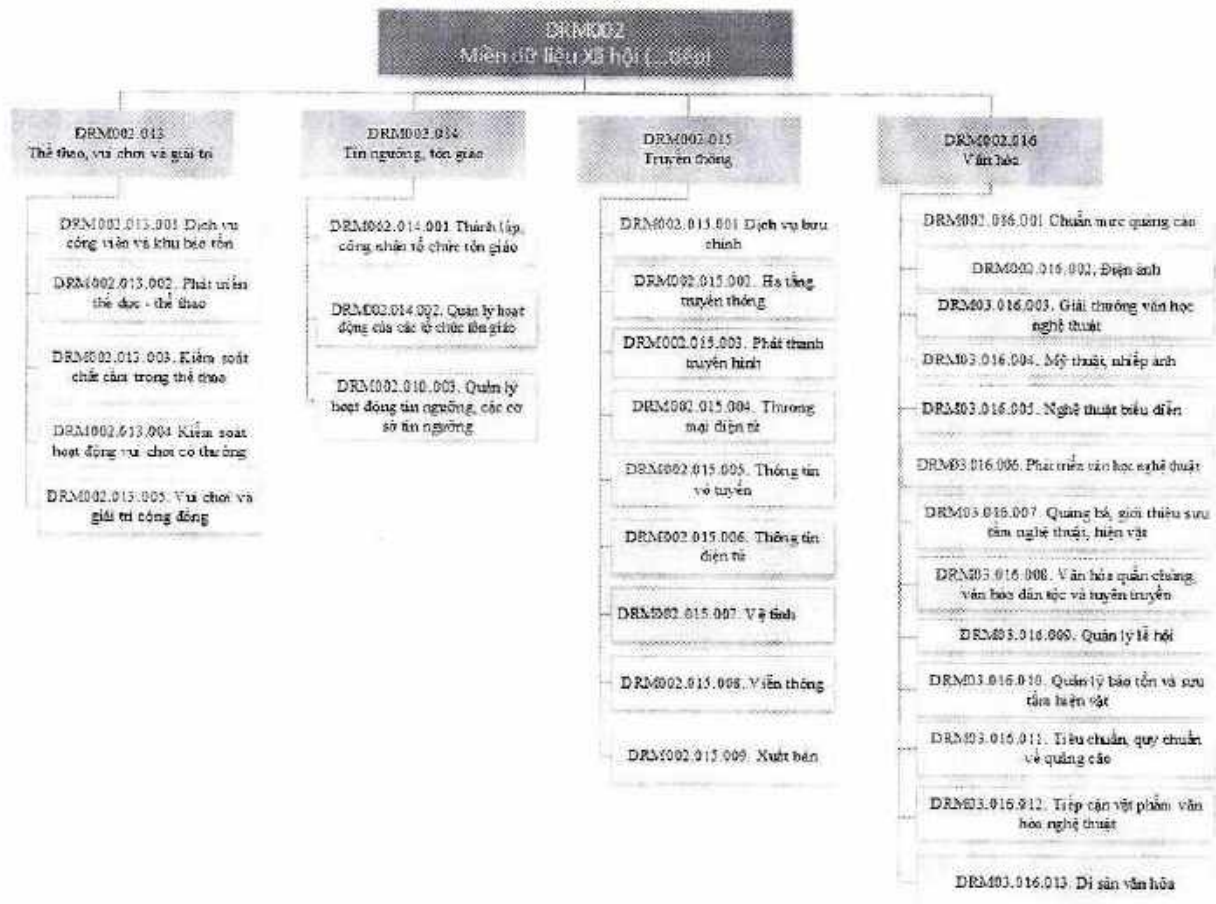 DRM002
Miền dữ liệu Xã hội (...tiếp)
DRM002.013
Thể thao, vui chơi và giải trí
DRM002.013.001 Dịch vụ
công viên và khu bảo tồn
DRM002.013.002. Phát triển
thể dục - thể thao
DRM002.013.003. Kiểm soát
chất cấm trong thể thao
DRM002.013.004 Kiểm soát
hoạt động vui chơi có thưởng
DRM002.013.005. Vui chơi và
giải trí cộng đồng
DRM002.014
Tín ngưỡng, tôn giáo
DRM002.014.001 Thành lập,
công nhận tổ chức tôn giáo
DRM002.014.002. Quản lý hoạt
động của các tổ chức tôn giáo
DRM002.010.003. Quản lý
hoạt động tín ngưỡng, các cơ
sở tín ngưỡng
DRM002.015
Truyền thông
DRM002.015.001 Dịch vụ bưu
chính
DRM002.015.002. Hạ tầng
truyền thông
DRM002.015.003. Phát thanh
truyền hình
DRM002.015.004. Thương
mại điện tử
DRM002.015.005. Thông tin
vô tuyến
DRM002.015.006. Thông tin
điện tử
DRM002.015.007. Vệ tinh
DRM002.015.008. Viễn thông
DRM002.015.009. Xuất bản
DRM002.016
Văn hóa
DRM002.016.001 Chuẩn mực quảng cáo
DRM002.016.002. Điện ảnh
DRM03.016.003. Giải thưởng văn học
nghệ thuật
DRM03.016.004. Mỹ thuật, nhiếp ảnh
DRM03.016.005. Nghệ thuật biểu diễn
DRM03.016.006. Phát triển văn học nghệ thuật
DRM03.016.007. Quảng bá, giới thiệu sưu
tầm nghệ thuật, hiện vật
DRM03.016.008. Văn hóa quần chúng,
văn hóa dân tộc và tuyên truyền
DRM03.016.009. Quản lý lễ hội
DRM03.016.010. Quản lý bảo tồn và sưu
tầm hiện vật
DRM03.016.011. Tiêu chuẩn, quy chuẩn
về quảng cáo
DRM03.016.012. Tiếp cận vật phẩm văn
hóa nghệ thuật
DRM03.016.013. Di sản văn hóa